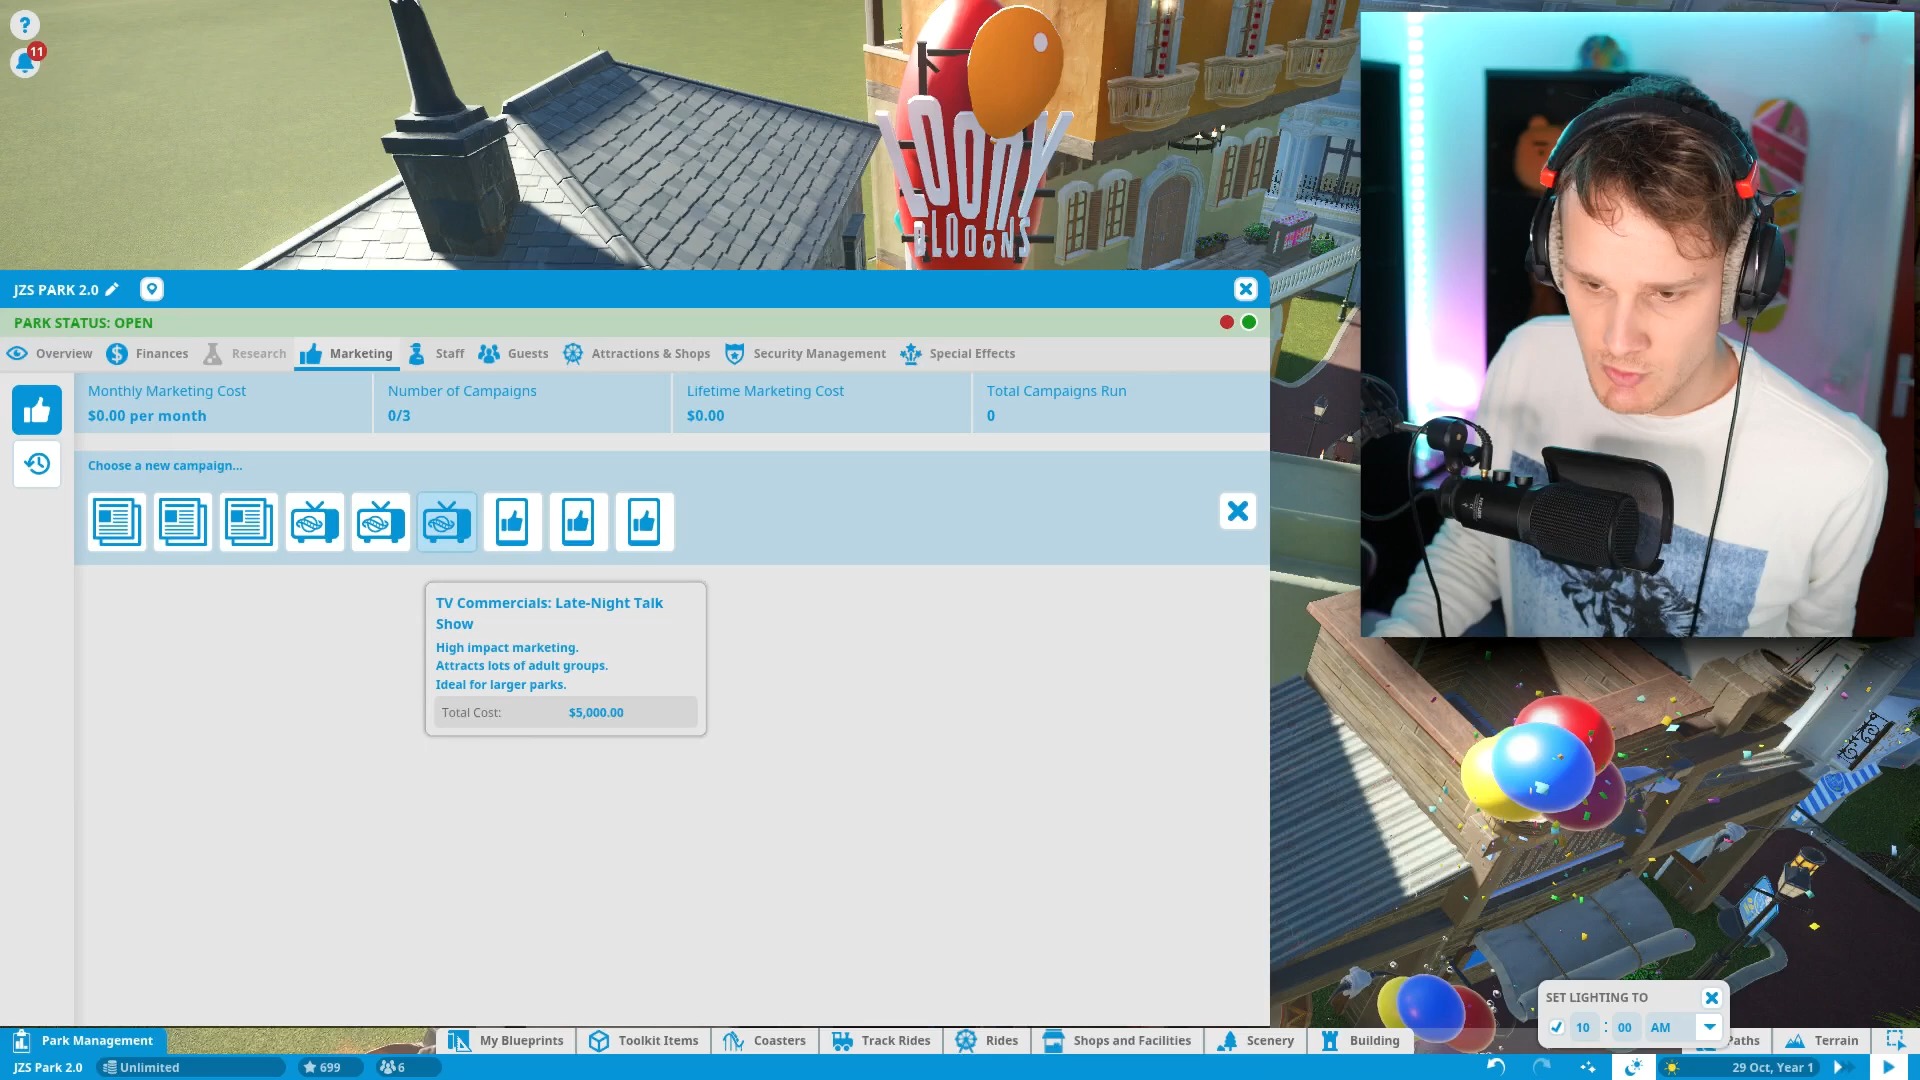 ?
11
LOONY
BLOOONS
JZS PARK 2.0
PARK STATUS: OPEN
Overview
Finances
Research
Marketing
Staff
Guests
Attractions & Shops
Security Management
Special Effects
Monthly Marketing Cost
$0.00 per month
Number of Campaigns
0/3
Lifetime Marketing Cost
$0.00
Total Campaigns Run
0
Choose a new campaign...
TV Commercials: Late-Night Talk
Show
High impact marketing.
Attracts lots of adult groups.
Ideal for larger parks.
Total Cost: $5,000.00
SET LIGHTING TO
10 : 00 AM
Park Management
My Blueprints
Toolkit Items
Coasters
Track Rides
Rides
Shops and Facilities
Scenery
Building
Paths
Terrain
JZS Park 2.0
Unlimited
699
6
29 Oct, Year 1